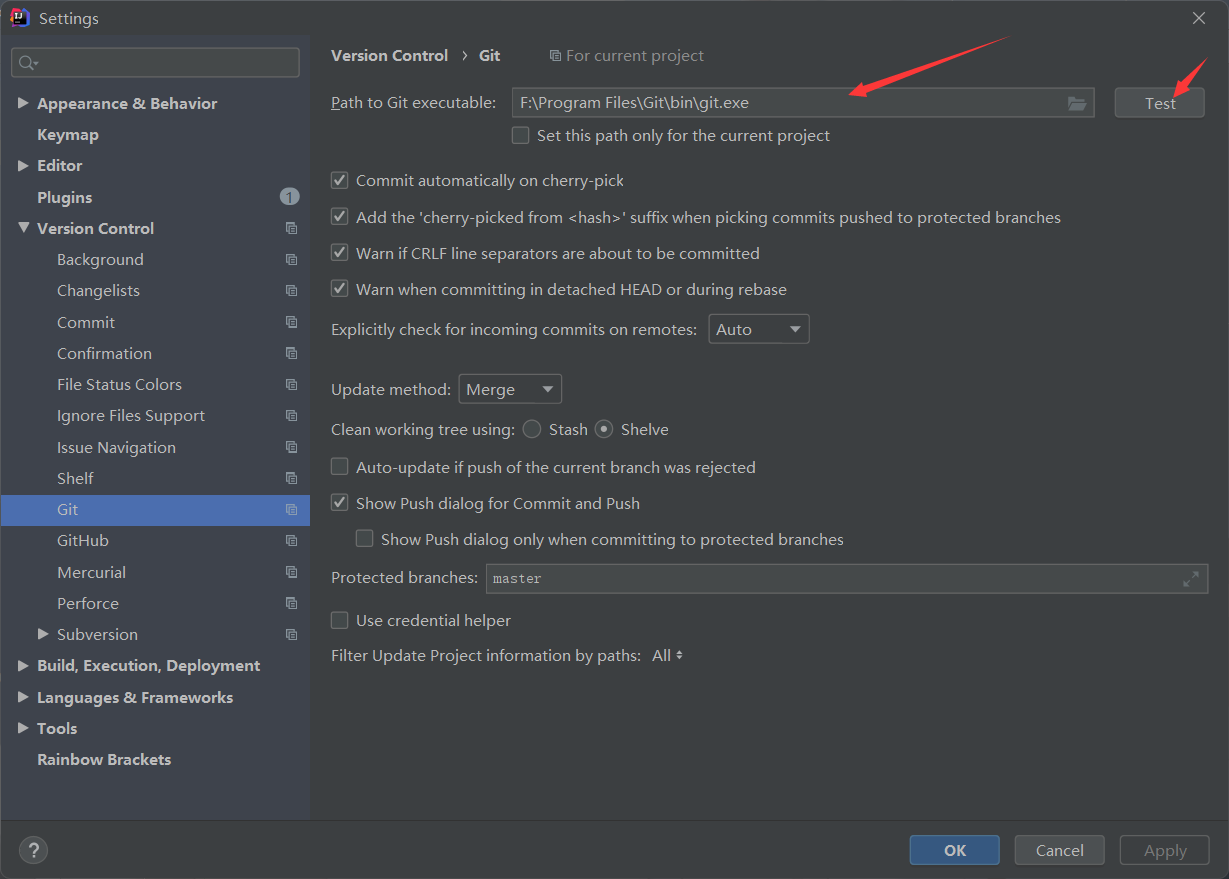 Settings
Version Control › Git For current project
Appearance & Behavior
Keymap
Editor
Plugins 1
Version Control
Background
Changelists
Commit
Confirmation
File Status Colors
Ignore Files Support
Issue Navigation
Shelf
Git
GitHub
Mercurial
Perforce
Subversion
Build, Execution, Deployment
Languages & Frameworks
Tools
Rainbow Brackets
Path to Git executable: F:\Program Files\Git\bin\git.exe Test
Set this path only for the current project
Commit automatically on cherry-pick
Add the 'cherry-picked from <hash>' suffix when picking commits pushed to protected branches
Warn if CRLF line separators are about to be committed
Warn when committing in detached HEAD or during rebase
Explicitly check for incoming commits on remotes: Auto
Update method: Merge
Clean working tree using: Stash Shelve
Auto-update if push of the current branch was rejected
Show Push dialog for Commit and Push
Show Push dialog only when committing to protected branches
Protected branches: master
Use credential helper
Filter Update Project information by paths: All
? OK Cancel Apply